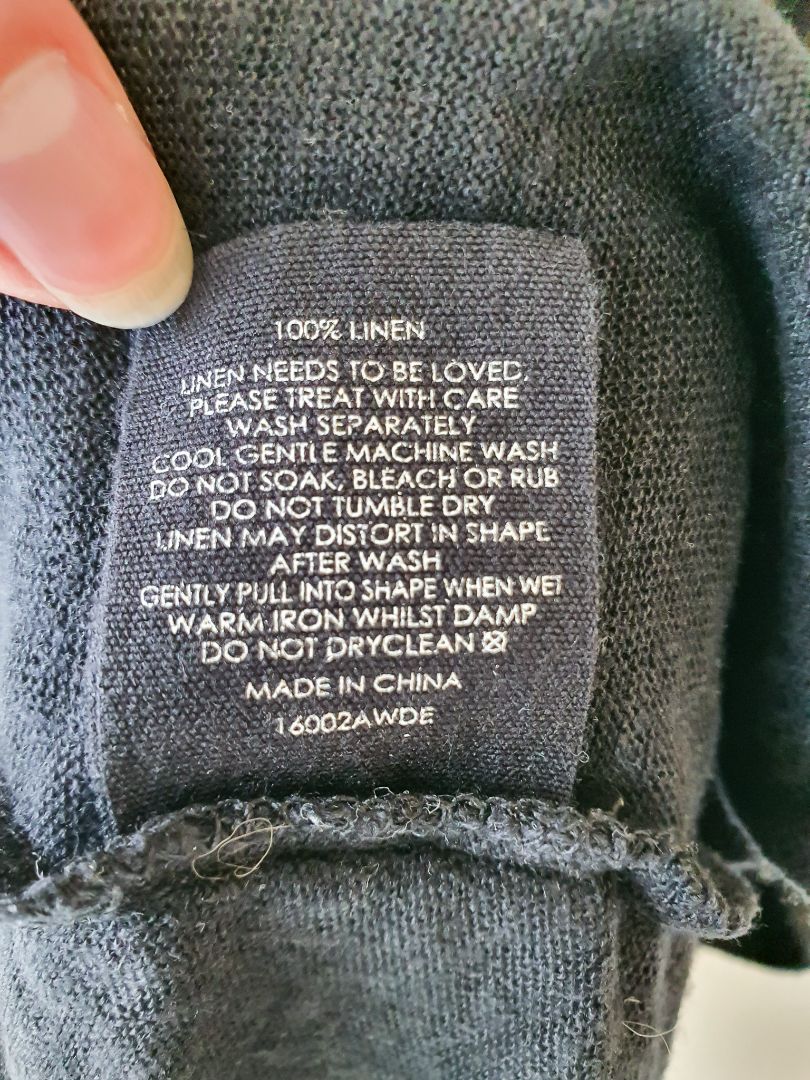 100% LINEN
LINEN NEEDS TO BE LOVED.
PLEASE TREAT WITH CARE
WASH SEPARATELY
COOL GENTLE MACHINE WASH
DO NOT SOAK, BLEACH OR RUB
DO NOT TUMBLE DRY
LINEN MAY DISTORT IN SHAPE
AFTER WASH
GENTLY PULL INTO SHAPE WHEN WET
WARM IRON WHILST DAMP
DO NOT DRYCLEAN
MADE IN CHINA
16002AWDE